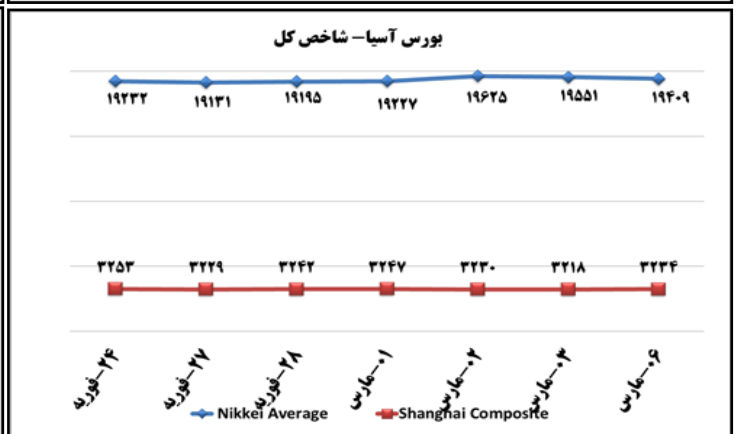 بورس آسیا– شاخص کل
۱۹۲۳۲ ۱۹۱۳۱ ۱۹۱۹۵ ۱۹۲۲۷ ۱۹۶۲۵ ۱۹۵۵۱ ۱۹۴۰۹
۳۲۵۳ ۳۲۲۹ ۳۲۴۲ ۳۲۴۷ ۳۲۳۰ ۳۲۱۸ ۳۲۳۴
۲۴–فوریه ۲۷–فوریه ۲۸–فوریه ۰۱–مارس ۰۲–مارس ۰۳–مارس ۰۶–مارس
Nikkei Average Shanghai Composite